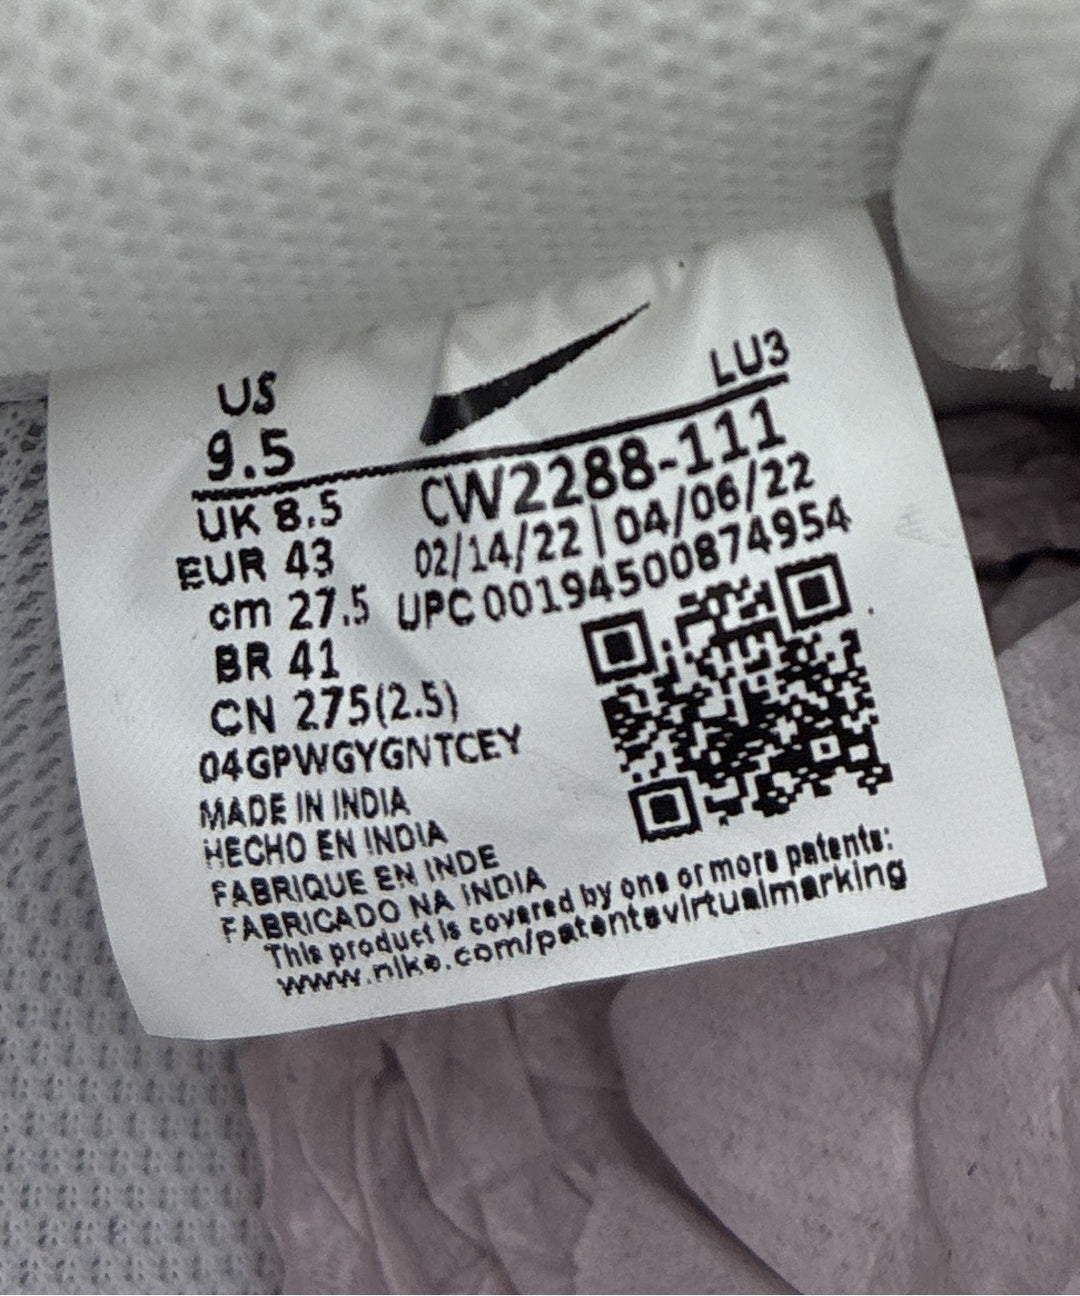 US
9.5
LU3
UK 8.5
EUR 43
cm 27.5
BR 41
CN 275(2.5)
CW2288-111
02/14/22 | 04/06/22
UPC 00194500874954
04GPWGYGNTCEY
MADE IN INDIA
HECHO EN INDIA
FABRIQUE EN INDE
FABRICADO NA INDIA
This product is covered by one or more patents:
www.nike.com/patentsvirtualmarking